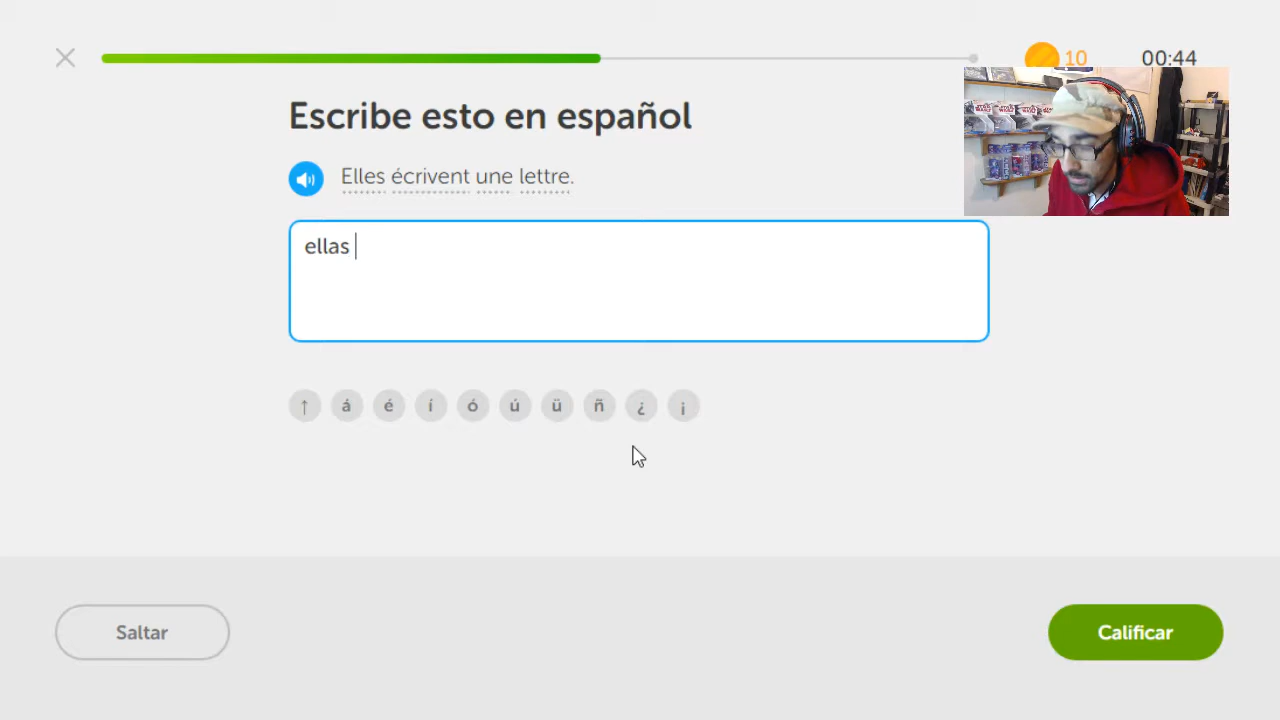 10 00:44
Escribe esto en español
Elles écrivent une lettre.
ellas
↑ á é í ó ú ü ñ ¿ ¡
Saltar Calificar